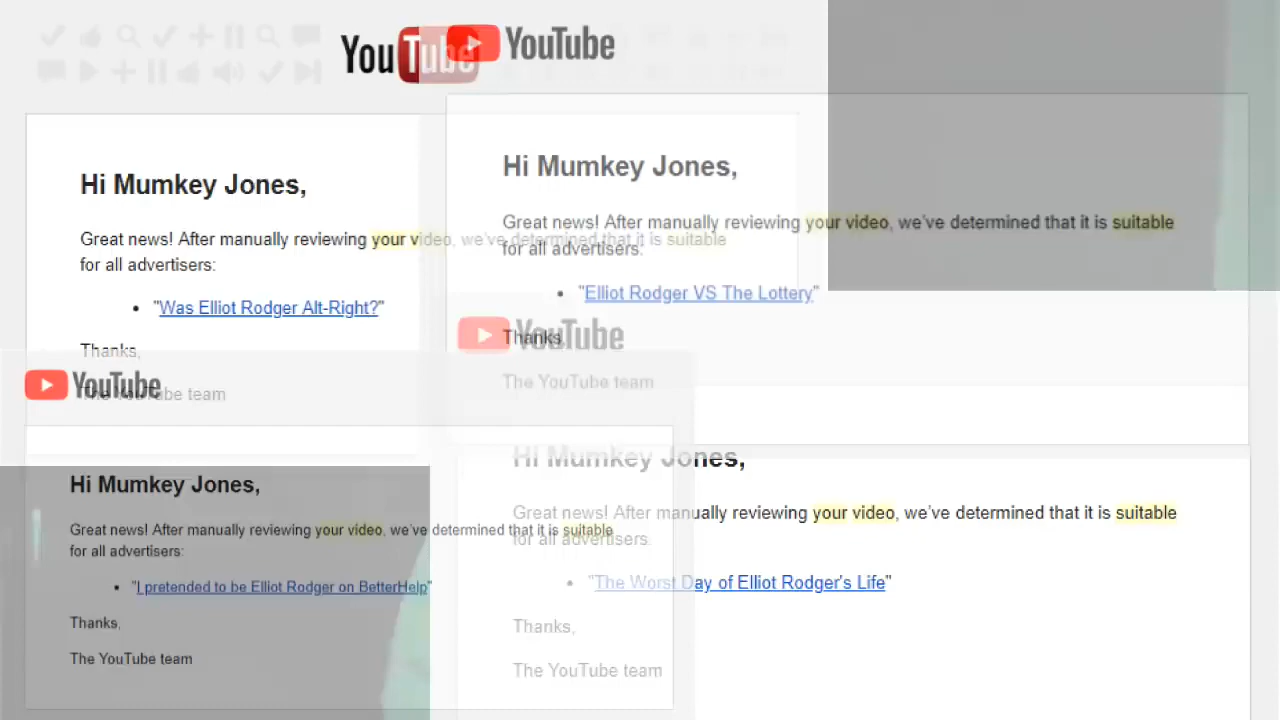 YouTube
Hi Mumkey Jones,
Great news! After manually reviewing your video, we've determined that it is suitable
for all advertisers:
"Was Elliot Rodger Alt-Right?"
Thanks,
The YouTube team
YouTube
Hi Mumkey Jones,
Great news! After manually reviewing your video, we've determined that it is suitable
for all advertisers:
"Elliot Rodger VS The Lottery"
Thanks,
The YouTube team
YouTube
Hi Mumkey Jones,
Great news! After manually reviewing your video, we've determined that it is suitable
for all advertisers:
"I pretended to be Elliot Rodger on BetterHelp"
Thanks,
The YouTube team
YouTube
Hi Mumkey Jones,
Great news! After manually reviewing your video, we've determined that it is suitable
for all advertisers:
"The Worst Day of Elliot Rodger's Life"
Thanks,
The YouTube team